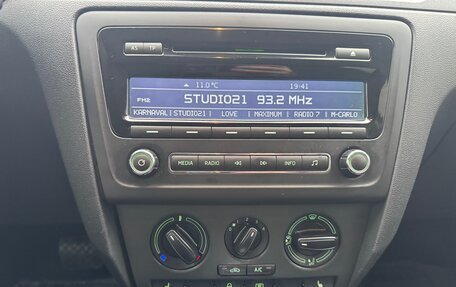 AS TP
11.0°C 19:41
FM2 STUDIO21 93.2 MHz
KARNAVAL STUDIO21 LOVE MAXIMUM RADIO 7 M-CARLO
MEDIA RADIO INFO
A/C